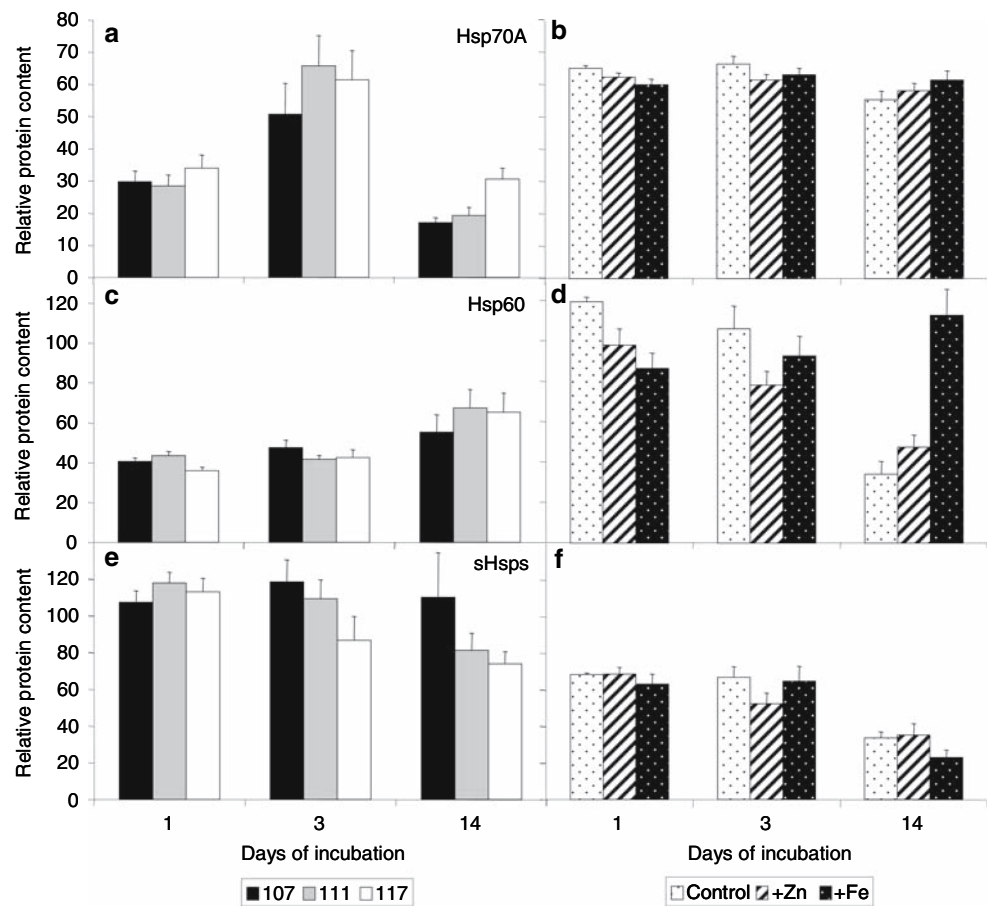 a
Hsp70A
b
Relative protein content
80
70
60
50
40
30
20
10
0
c
Hsp60
d
Relative protein content
120
100
80
60
40
20
0
e
sHsps
f
Relative protein content
120
100
80
60
40
20
0
1 3 14
1 3 14
Days of incubation
Days of incubation
107 111 117
Control +Zn +Fe